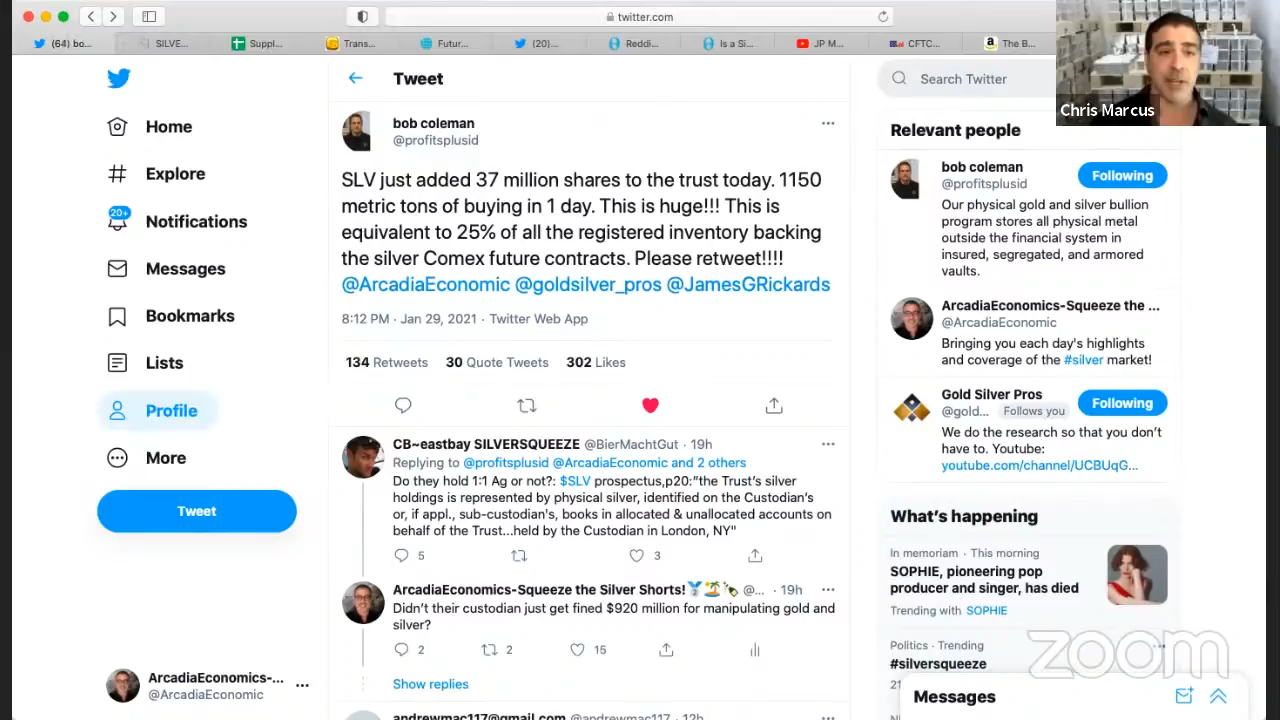 twitter.com
(64) bo...
SILVE...
Suppl...
Trans...
Futur...
(20)...
Reddi...
Is a Si...
JP M...
CFTC...
The B...
Chris Marcus
Home
Explore
20+
Notifications
Messages
Bookmarks
Lists
Profile
More
Tweet
ArcadiaEconomics-...
@ArcadiaEconomic
Tweet
bob coleman
@profitsplusid
SLV just added 37 million shares to the trust today. 1150
metric tons of buying in 1 day. This is huge!!! This is
equivalent to 25% of all the registered inventory backing
the silver Comex future contracts. Please retweet!!!!
@ArcadiaEconomic @goldsilver_pros @JamesGRickards
8:12 PM · Jan 29, 2021 · Twitter Web App
134 Retweets 30 Quote Tweets 302 Likes
CB~eastbay SILVERSQUEEZE @BierMachtGut · 19h
Replying to @profitsplusid @ArcadiaEconomic and 2 others
Do they hold 1:1 Ag or not?: $SLV prospectus,p20:"the Trust's silver
holdings is represented by physical silver, identified on the Custodian's
or, if appl., sub-custodian's, books in allocated & unallocated accounts on
behalf of the Trust...held by the Custodian in London, NY"
5 3
ArcadiaEconomics-Squeeze the Silver Shorts! @... · 19h
Didn't their custodian just get fined $920 million for manipulating gold and
silver?
2 2 15
Show replies
andrewmac117@gmail.com @andrewmac117 · 12h
Search Twitter
Relevant people
bob coleman
@profitsplusid
Following
Our physical gold and silver bullion
program stores all physical metal
outside the financial system in
insured, segregated, and armored
vaults.
ArcadiaEconomics-Squeeze the ...
@ArcadiaEconomic
Bringing you each day's highlights
and coverage of the #silver market!
Gold Silver Pros
@gold... Follows you
Following
We do the research so that you don't
have to. Youtube:
youtube.com/channel/UCBUqG...
What's happening
In memoriam · This morning
SOPHIE, pioneering pop
producer and singer, has died
Trending with SOPHIE
Politics · Trending
#silversqueeze
zoom
Messages